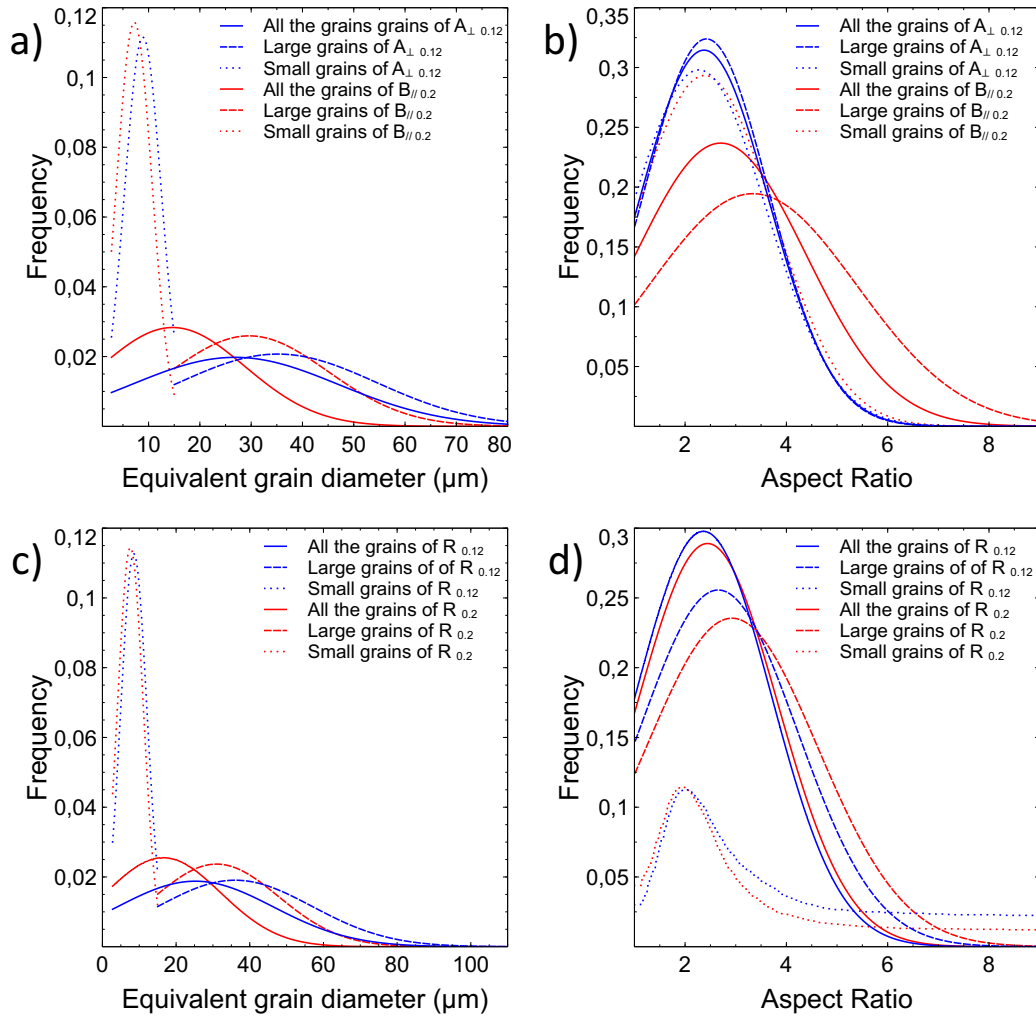 a)
0,12
0,1
0,08
0,06
0,04
0,02
Frequency
All the grains grains of A⊥ 0.12
Large grains of A⊥ 0.12
Small grains of A⊥ 0.12
All the grains of B// 0.2
Large grains of B// 0.2
Small grains of B// 0.2
10 20 30 40 50 60 70 80
Equivalent grain diameter (µm)
b)
0,35
0,3
0,25
0,2
0,15
0,1
0,05
Frequency
All the grains of A⊥ 0.12
Large grains of A⊥ 0.12
Small grains of A⊥ 0.12
All the grains of B// 0.2
Large grains of B// 0.2
Small grains of B// 0.2
2 4 6 8
Aspect Ratio
c)
0,12
0,1
0,08
0,06
0,04
0,02
Frequency
All the grains of R 0.12
Large grains of of R 0.12
Small grains of R 0.12
All the grains of R 0.2
Large grains of R 0.2
Small grains of R 0.2
0 20 40 60 80 100
Equivalent grain diameter (µm)
d)
0,3
0,25
0,2
0,15
0,1
0,05
Frequency
All the grains of R 0.12
Large grains of R 0.12
Small grains of R 0.12
All the grains of R 0.2
Large grains of R 0.2
Small grains of R 0.2
2 4 6 8
Aspect Ratio